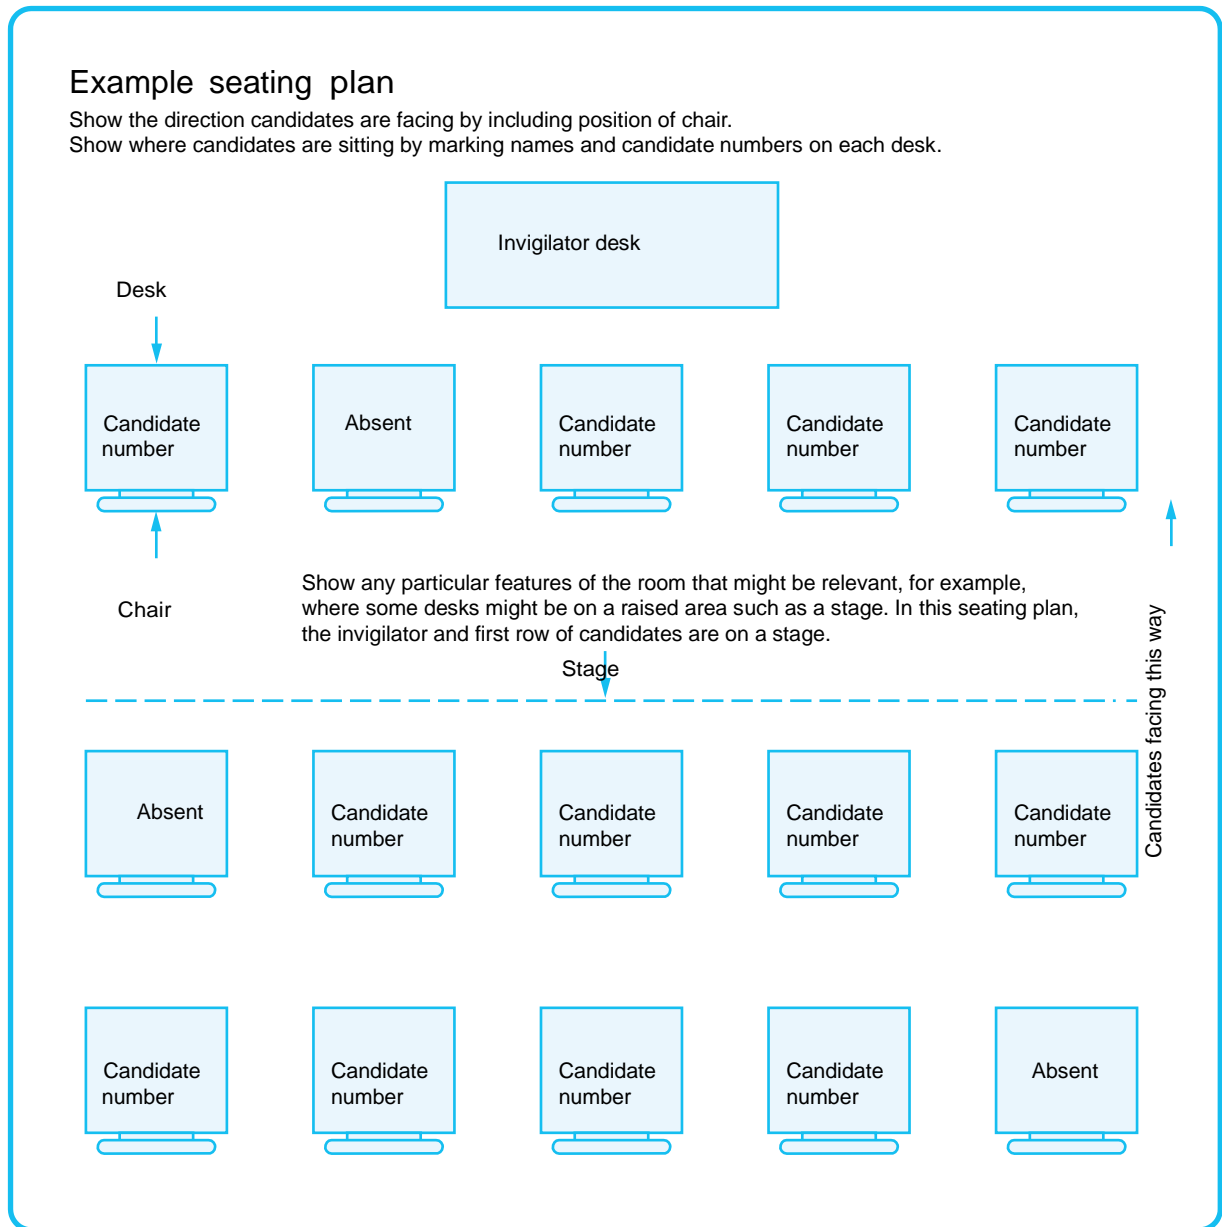 Example seating plan
Show the direction candidates are facing by including position of chair.
Show where candidates are sitting by marking names and candidate numbers on each desk.
Invigilator desk
Desk
Candidate
number
Absent
Candidate
number
Candidate
number
Candidate
number
Chair
Show any particular features of the room that might be relevant, for example,
where some desks might be on a raised area such as a stage. In this seating plan,
the invigilator and first row of candidates are on a stage.
Stage
Candidates facing this way
Absent
Candidate
number
Candidate
number
Candidate
number
Candidate
number
Candidate
number
Candidate
number
Candidate
number
Candidate
number
Absent